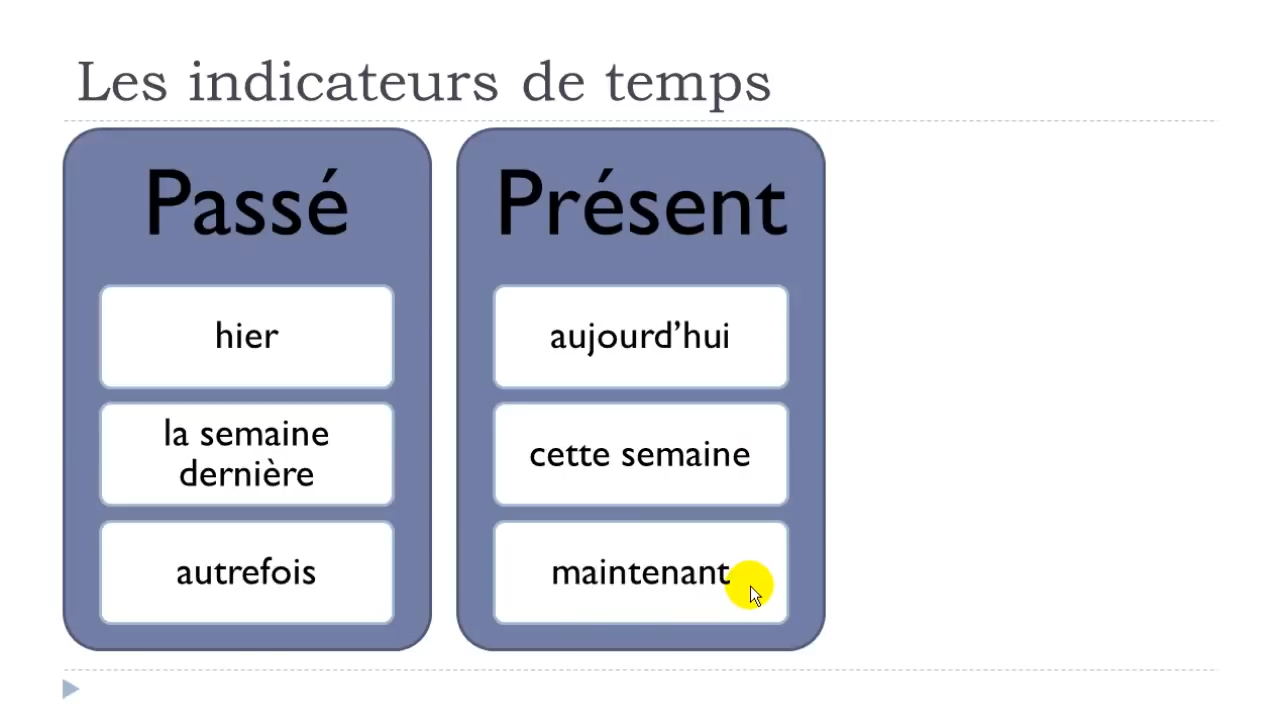 Les indicateurs de temps
Passé
hier
la semaine
dernière
autrefois
Présent
aujourd’hui
cette semaine
maintenant